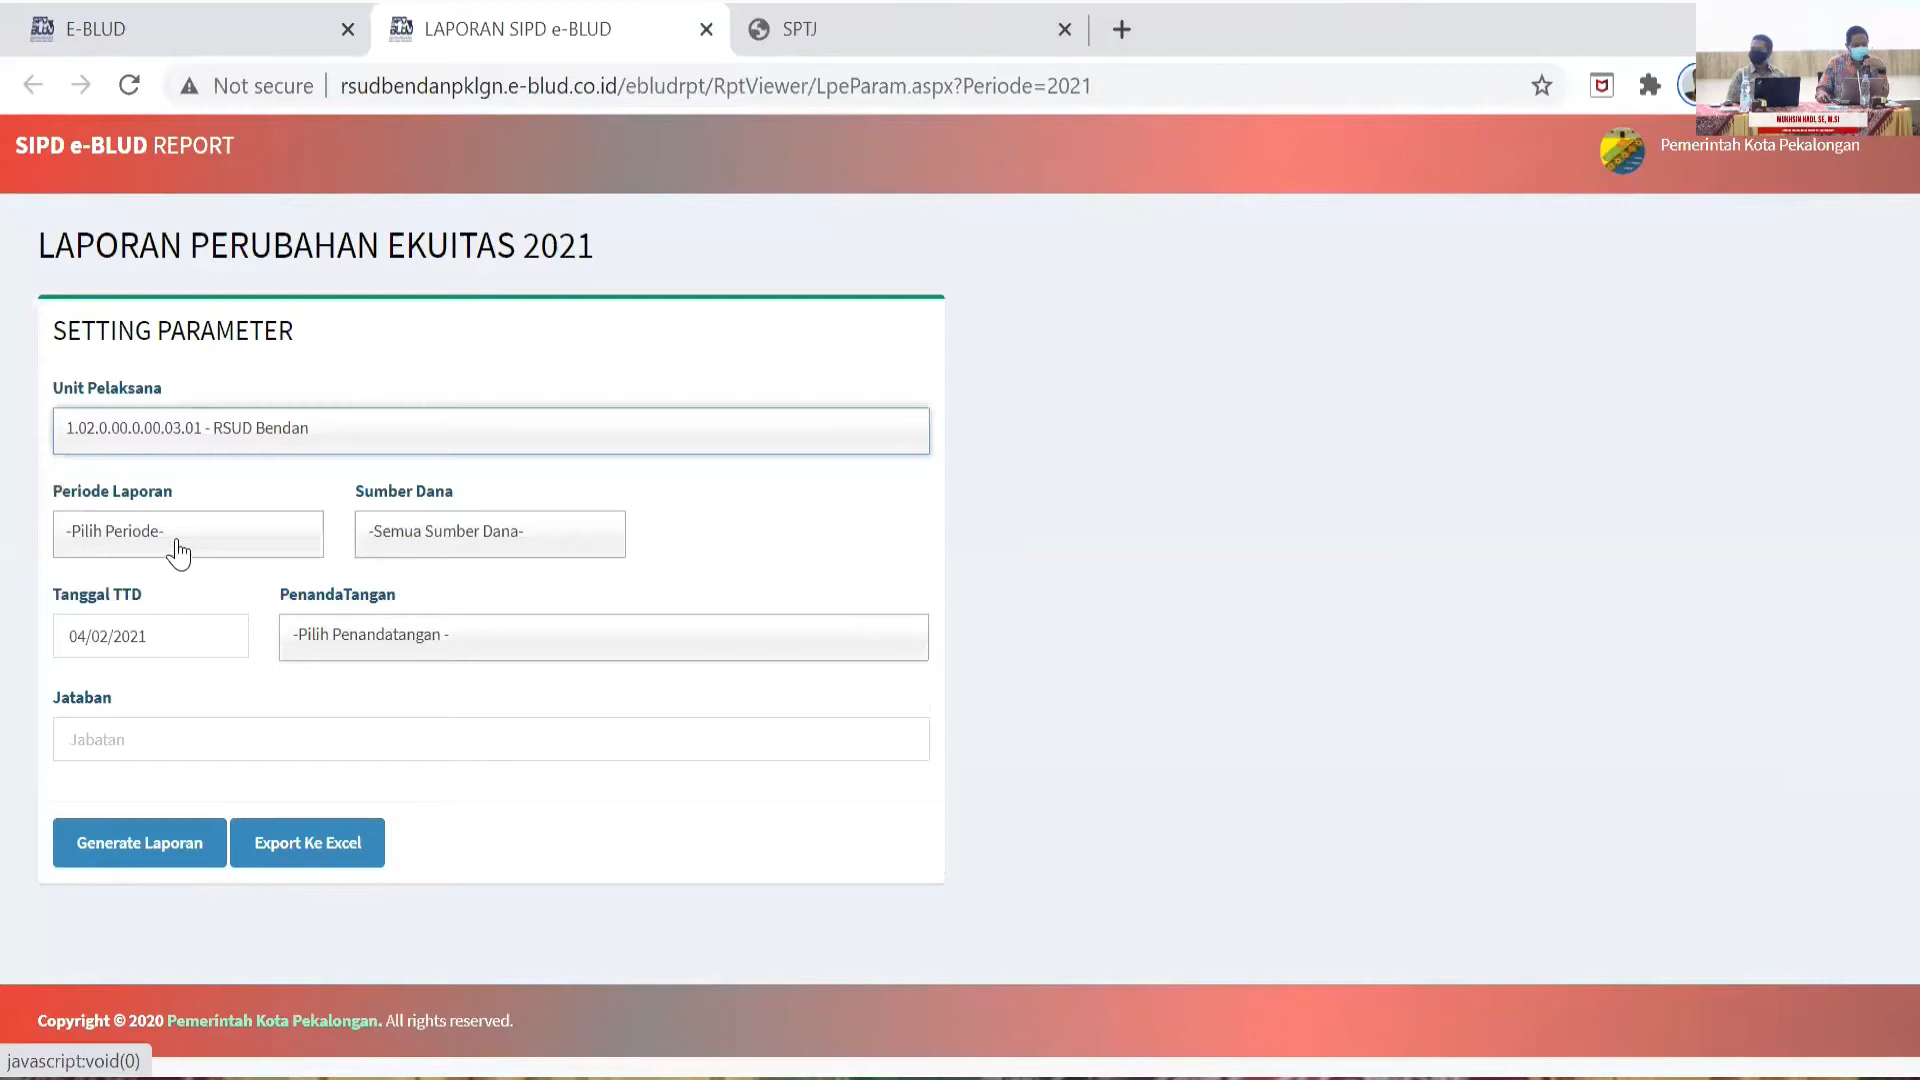 E-BLUD
LAPORAN SIPD e-BLUD
SPTJ
Not secure
rsudbendanpklgn.e-blud.co.id/ebludrpt/RptViewer/LpeParam.aspx?Periode=2021
MUKHSIN HADI, SE, M.SI
SIPD e-BLUD REPORT
Pemerintah Kota Pekalongan
LAPORAN PERUBAHAN EKUITAS 2021
SETTING PARAMETER
Unit Pelaksana
1.02.0.00.0.00.03.01 - RSUD Bendan
Periode Laporan
Sumber Dana
-Pilih Periode-
-Semua Sumber Dana-
Tanggal TTD
PenandaTangan
04/02/2021
-Pilih Penandatangan -
Jataban
Jabatan
Generate Laporan
Export Ke Excel
Copyright © 2020 Pemerintah Kota Pekalongan. All rights reserved.
javascript:void(0)